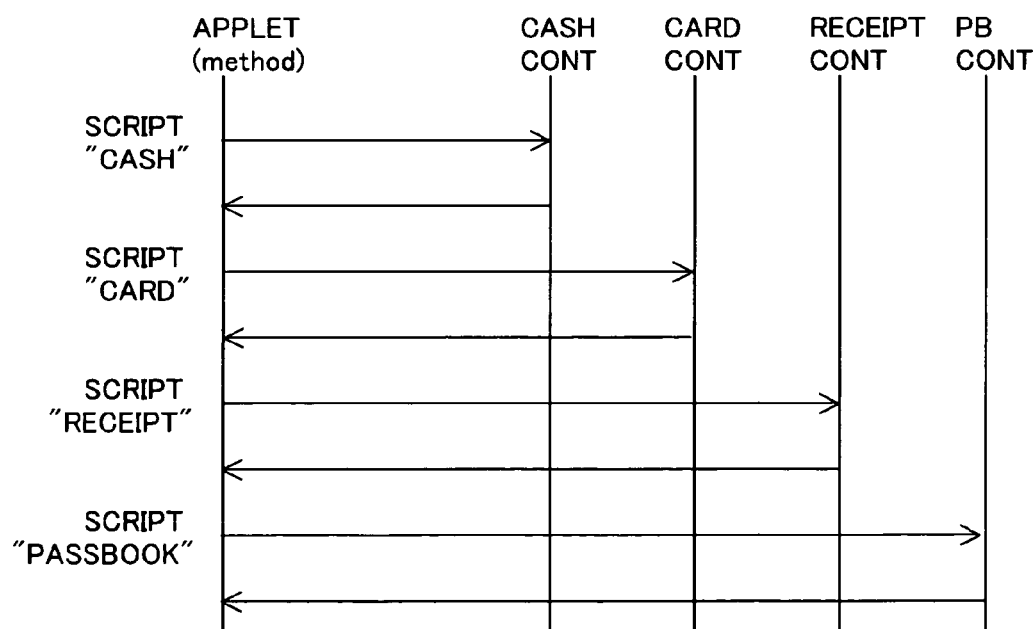 APPLET
(method)
CASH
CONT
CARD
CONT
RECEIPT
CONT
PB
CONT
SCRIPT
"CASH"
SCRIPT
"CARD"
SCRIPT
"RECEIPT"
SCRIPT
"PASSBOOK"